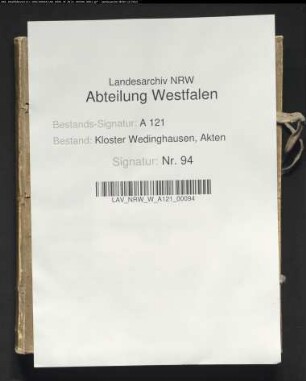 Landesarchiv NRW
Abteilung Westfalen
Bestands-Signatur: A 121
Bestand: Kloster Wedinghausen, Akten
Signatur: Nr. 94
LAV_NRW_W_A121_00094